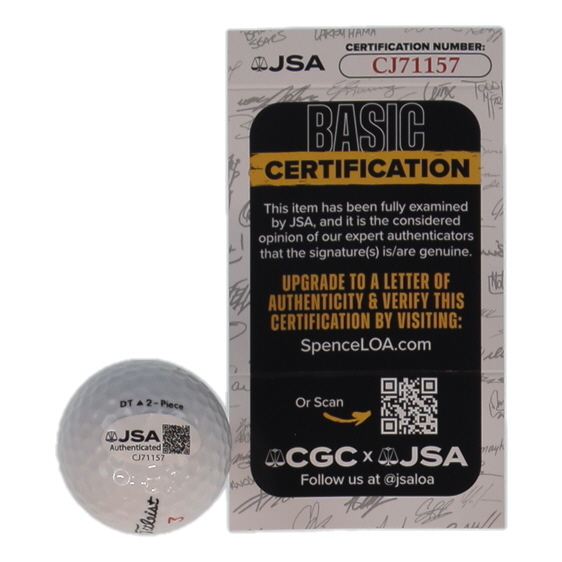 CERTIFICATION NUMBER:
JSA
CJ71157
BASIC
CERTIFICATION
This item has been fully examined
by JSA, and it is the considered
opinion of our expert authenticators
that the signature(s) is/are genuine.
UPGRADE TO A LETTER OF
AUTHENTICITY & VERIFY THIS
CERTIFICATION BY VISITING:
SpenceLOA.com
Or Scan
CGC x JSA
Follow us at @jsaloa
DT ▲ 2-Piece
JSA
Authenticated
CJ71157
Titleist
3